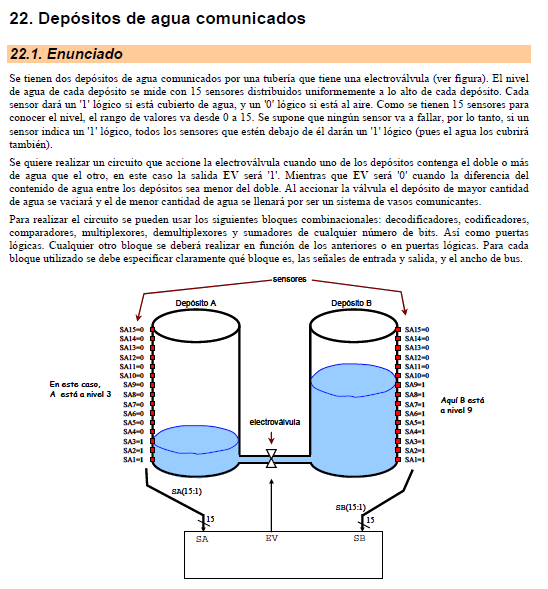 22. Depósitos de agua comunicados
22.1. Enunciado
Se tienen dos depósitos de agua comunicados por una tubería que tiene una electroválvula (ver figura). El nivel
de agua de cada depósito se mide con 15 sensores distribuidos uniformemente a lo alto de cada depósito. Cada
sensor dará un '1' lógico si está cubierto de agua, y un '0' lógico si está al aire. Como se tienen 15 sensores para
conocer el nivel, el rango de valores va desde 0 a 15. Se supone que ningún sensor va a fallar, por lo tanto, si un
sensor indica un '1' lógico, todos los sensores que estén debajo de él darán un '1' lógico (pues el agua los cubrirá
también).
Se quiere realizar un circuito que accione la electroválvula cuando uno de los depósitos contenga el doble o más
de agua que el otro, en este caso la salida EV será '1'. Mientras que EV será '0' cuando la diferencia del
contenido de agua entre los depósitos sea menor del doble. Al accionar la válvula el depósito de mayor cantidad
de agua se vaciará y el de menor cantidad de agua se llenará por ser un sistema de vasos comunicantes.
Para realizar el circuito se pueden usar los siguientes bloques combinacionales: decodificadores, codificadores,
comparadores, multiplexores, demultiplexores y sumadores de cualquier número de bits. Así como puertas
lógicas. Cualquier otro bloque se deberá realizar en función de los anteriores o en puertas lógicas. Para cada
bloque utilizado se debe especificar claramente qué bloque es, las señales de entrada y salida, y el ancho de bus.
sensores
Depósito A
Depósito B
SA15=0
SA14=0
SA13=0
SA12=0
SA11=0
SA10=0
SA9=0
SA8=0
SA7=0
SA6=0
SA5=0
SA4=0
SA3=1
SA2=1
SA1=1
En este caso,
A está a nivel 3
electroválvula
SA15=0
SA14=0
SA13=0
SA12=0
SA11=0
SA10=0
SA9=1
SA8=1
SA7=1
SA6=1
SA5=1
SA4=1
SA3=1
SA2=1
SA1=1
Aquí B está
a nivel 9
SA(15:1)
SB(15:1)
15
15
SA
EV
SB